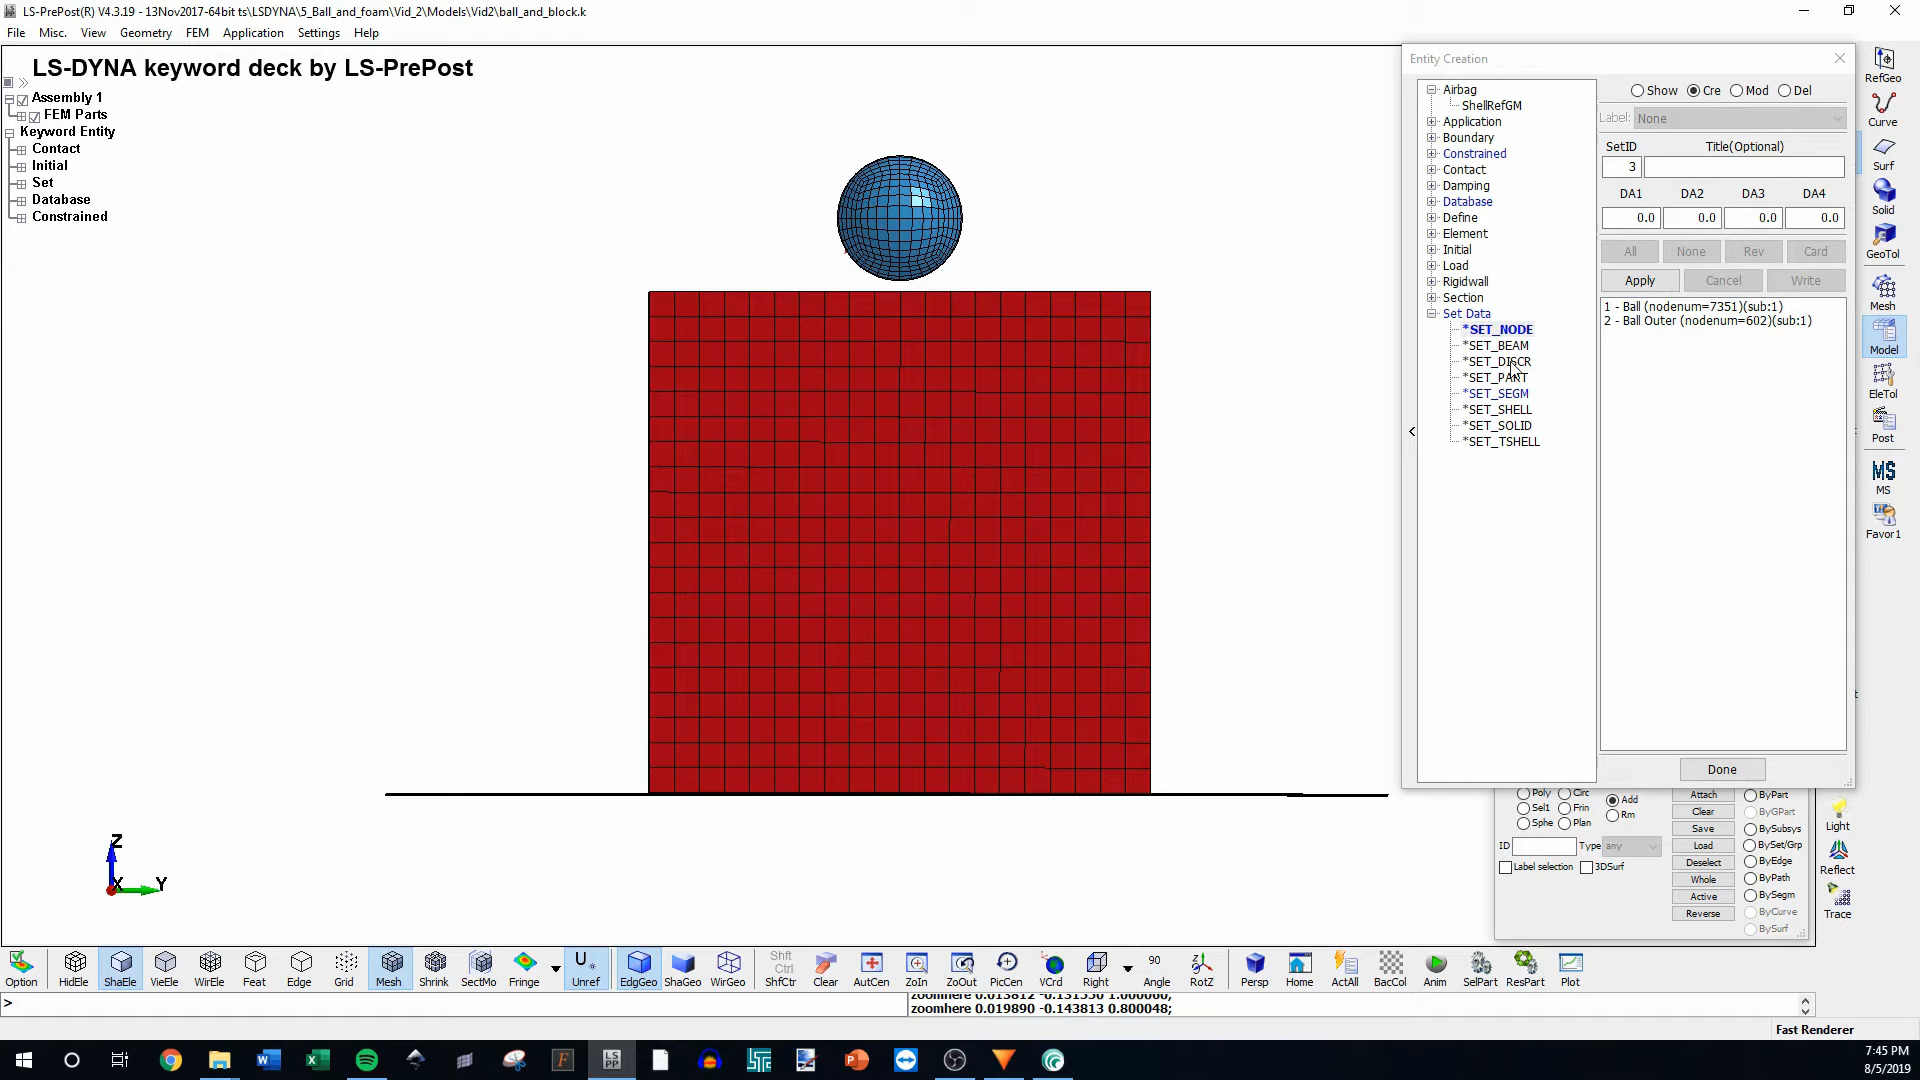 LS-PrePost(R) V4.3.19 - 13Nov2017-64bit ts\LSDYNA\5_Ball_and_foam\Vid_2\Models\Vid2\ball_and_block.k
File Misc. View Geometry FEM Application Settings Help
LS-DYNA keyword deck by LS-PrePost
Assembly 1
FEM Parts
Keyword Entity
Contact
Initial
Set
Database
Constrained
Z
X
Y
Entity Creation
Airbag
ShellRefGM
Application
Boundary
Constrained
Contact
Damping
Database
Define
Element
Initial
Load
Rigidwall
Section
Set Data
*SET_NODE
*SET_BEAM
*SET_DISCR
*SET_PART
*SET_SEGM
*SET_SHELL
*SET_SOLID
*SET_TSHELL
Show Cre Mod Del
Label: None
SetID Title(Optional)
3
DA1 DA2 DA3 DA4
0.0 0.0 0.0 0.0
All None Rev Card
Apply Cancel Write
1 - Ball (nodenum=7351)(sub:1)
2 - Ball Outer (nodenum=602)(sub:1)
Done
Poly Circ
Sel1 Frin
Sphe Plan
Add
Rm
ID Type any
Label selection 3DSurf
Attach
Clear
Save
Load
Deselect
Whole
Active
Reverse
ByPart
ByGPart
BySubsys
BySet/Grp
ByEdge
ByPath
BySegm
ByCurve
BySurf
RefGeo
Curve
Surf
Solid
GeoTol
Mesh
Model
EleTol
Post
MS
MS
Favor1
Light
Reflect
Trace
Option HidEle ShaEle VieEle WirEle Feat Edge Grid Mesh Shrink SectMo Fringe Unref EdgGeo ShaGeo WirGeo Shft Ctrl ShfCtr Clear AutCen ZoIn ZoOut PicCen VCrd Right 90 Angle RotZ Persp Home ActAll BacCol Anim SelPart ResPart Plot
>
zoomhere 0.013812 -0.131550 1.000060;
zoomhere 0.019890 -0.143813 0.800048;
Fast Renderer
7:45 PM
8/5/2019